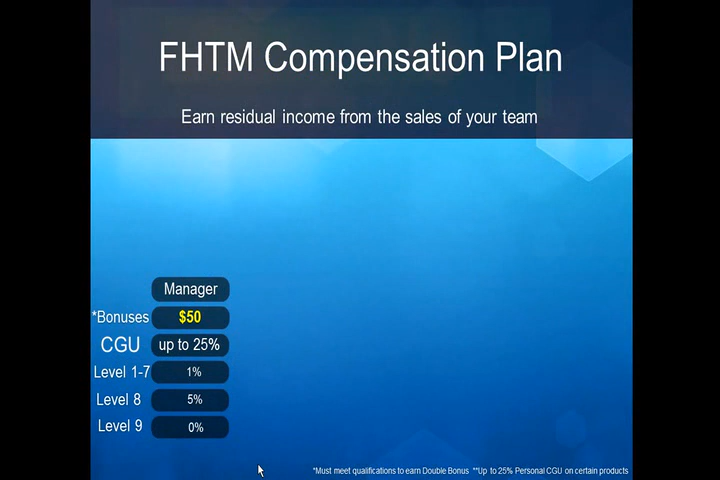 FHTM Compensation Plan
Earn residual income from the sales of your team
Manager
*Bonuses $50
CGU up to 25%
Level 1-7 1%
Level 8 5%
Level 9 0%
*Must meet qualifications to earn Double Bonus **Up to 25% Personal CGU on certain products